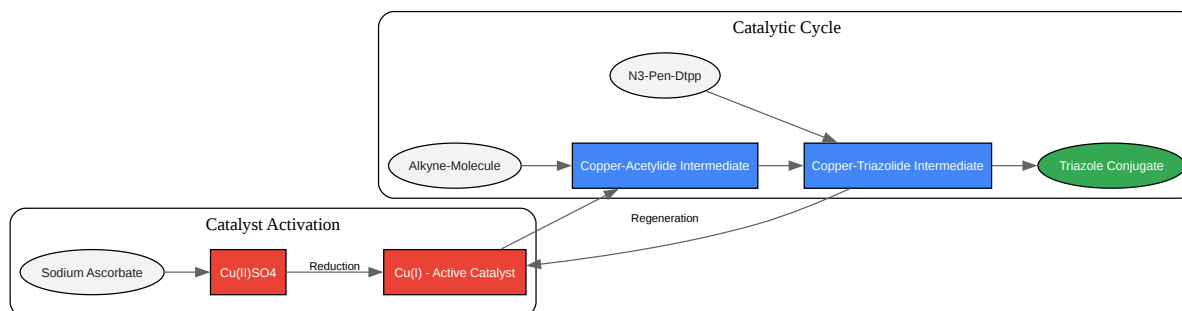 Catalytic Cycle
N3-Pen-Dtpp
Alkyne-Molecule
Copper-Acetylide Intermediate
Copper-Triazolide Intermediate
Triazole Conjugate
Regeneration
Catalyst Activation
Sodium Ascorbate
Cu(II)SO4
Reduction
Cu(I) - Active Catalyst